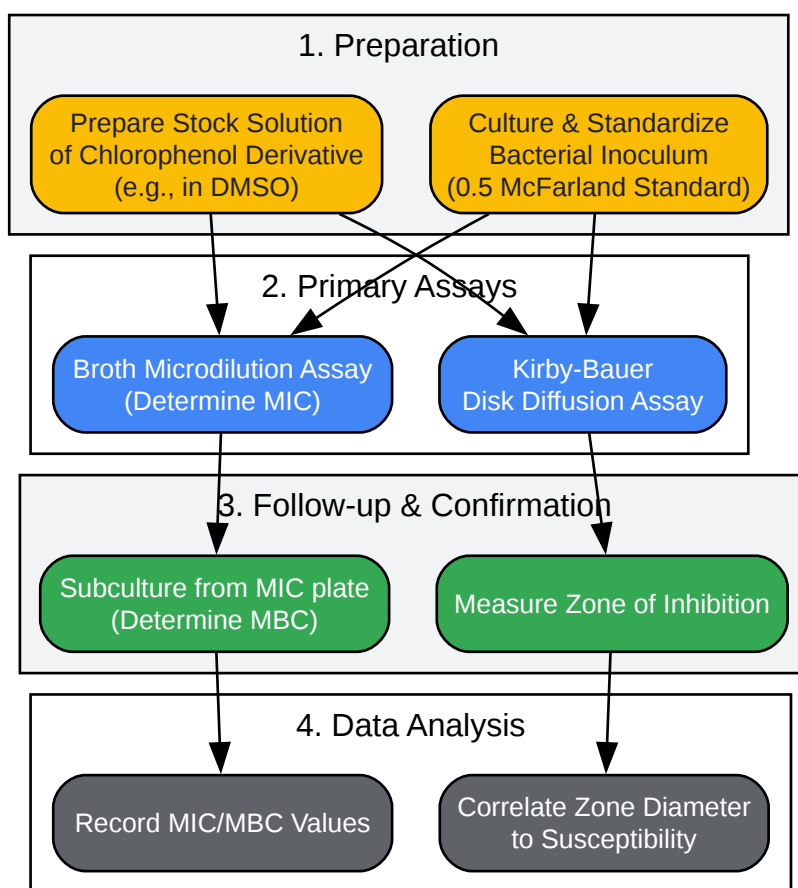 1. Preparation
Prepare Stock Solution
of Chlorophenol Derivative
(e.g., in DMSO)
Culture & Standardize
Bacterial Inoculum
(0.5 McFarland Standard)
2. Primary Assays
Broth Microdilution Assay
(Determine MIC)
Kirby-Bauer
Disk Diffusion Assay
3. Follow-up & Confirmation
Subculture from MIC plate
(Determine MBC)
Measure Zone of Inhibition
4. Data Analysis
Record MIC/MBC Values
Correlate Zone Diameter
to Susceptibility